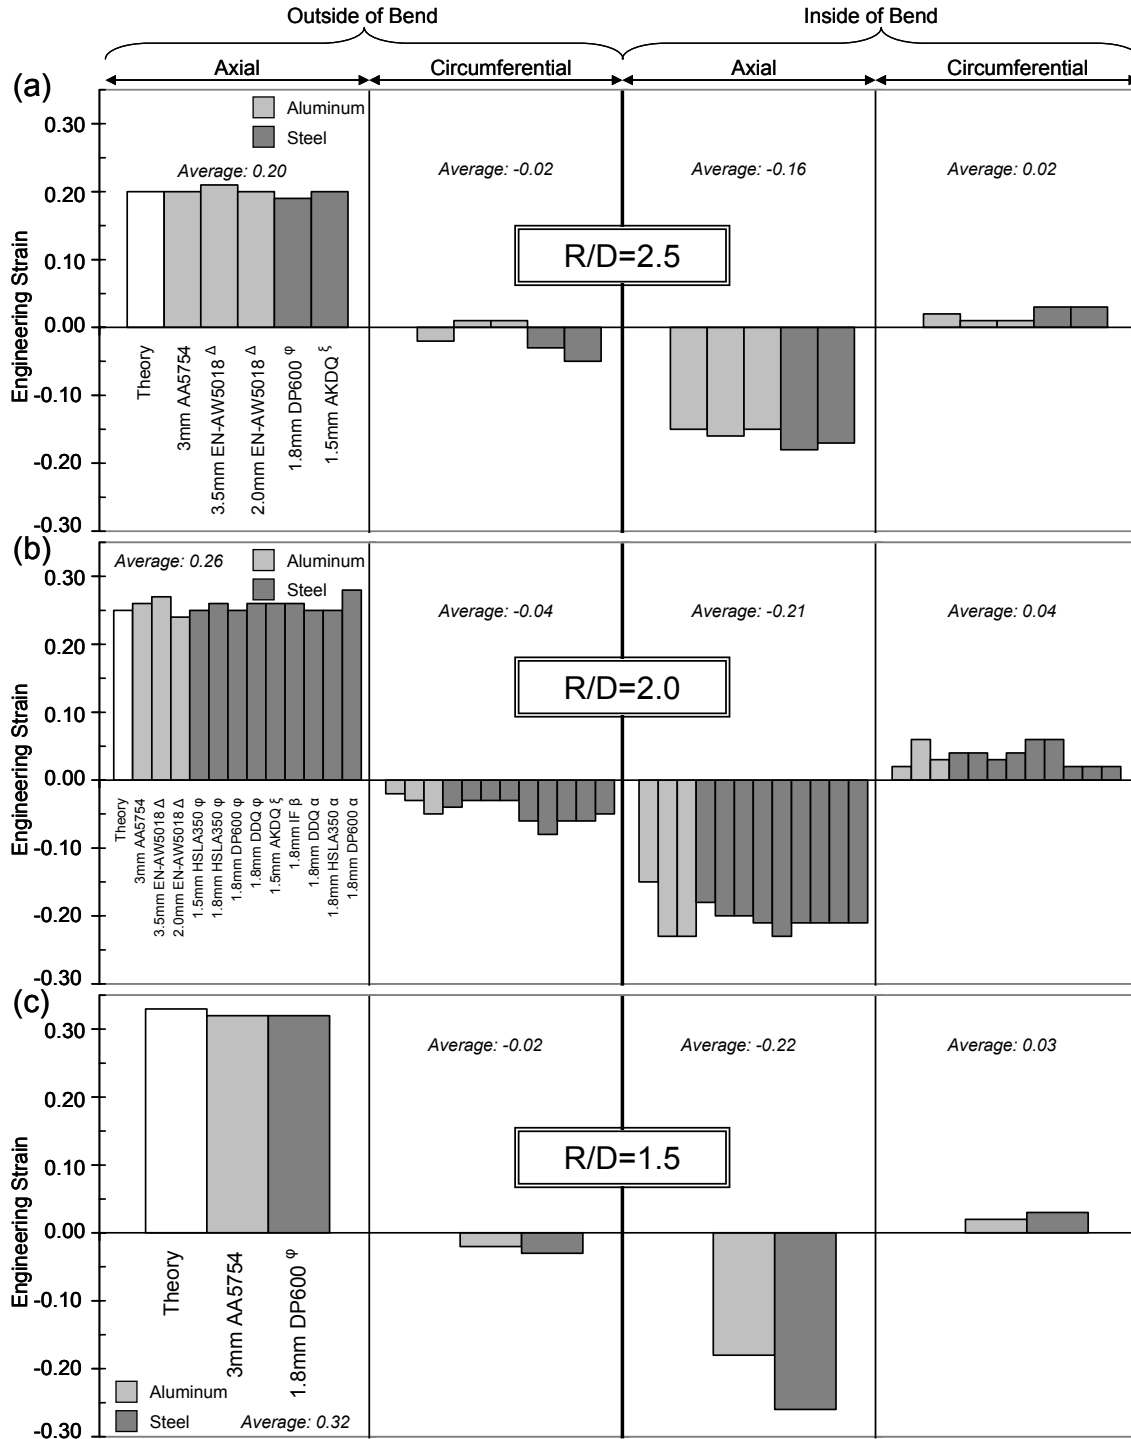 Outside of Bend
Inside of Bend
Axial
Circumferential
Axial
Circumferential
(a)
Engineering Strain
0.30
0.20
0.10
0.00
-0.10
-0.20
-0.30
Aluminum
Steel
Average: 0.20
Average: -0.02
Average: -0.16
Average: 0.02
R/D=2.5
Theory
3mm AA5754
3.5mm EN-AW5018 Δ
2.0mm EN-AW5018 Δ
1.8mm DP600 φ
1.5mm AKDQ ξ
(b)
Engineering Strain
0.30
0.20
0.10
0.00
-0.10
-0.20
-0.30
Average: 0.26
Aluminum
Steel
Average: -0.04
Average: -0.21
Average: 0.04
R/D=2.0
Theory
3mm AA5754
3.5mm EN-AW5018 Δ
2.0mm EN-AW5018 Δ
1.5mm HSLA350 φ
1.8mm HSLA350 φ
1.8mm DP600 φ
1.8mm DDQ φ
1.5mm AKDQ ξ
1.8mm IF β
1.8mm DDQ α
1.8mm HSLA350 α
1.8mm DP600 α
(c)
Engineering Strain
0.30
0.20
0.10
0.00
-0.10
-0.20
-0.30
Average: -0.02
Average: -0.22
Average: 0.03
R/D=1.5
Theory
3mm AA5754
1.8mm DP600 φ
Aluminum
Steel
Average: 0.32